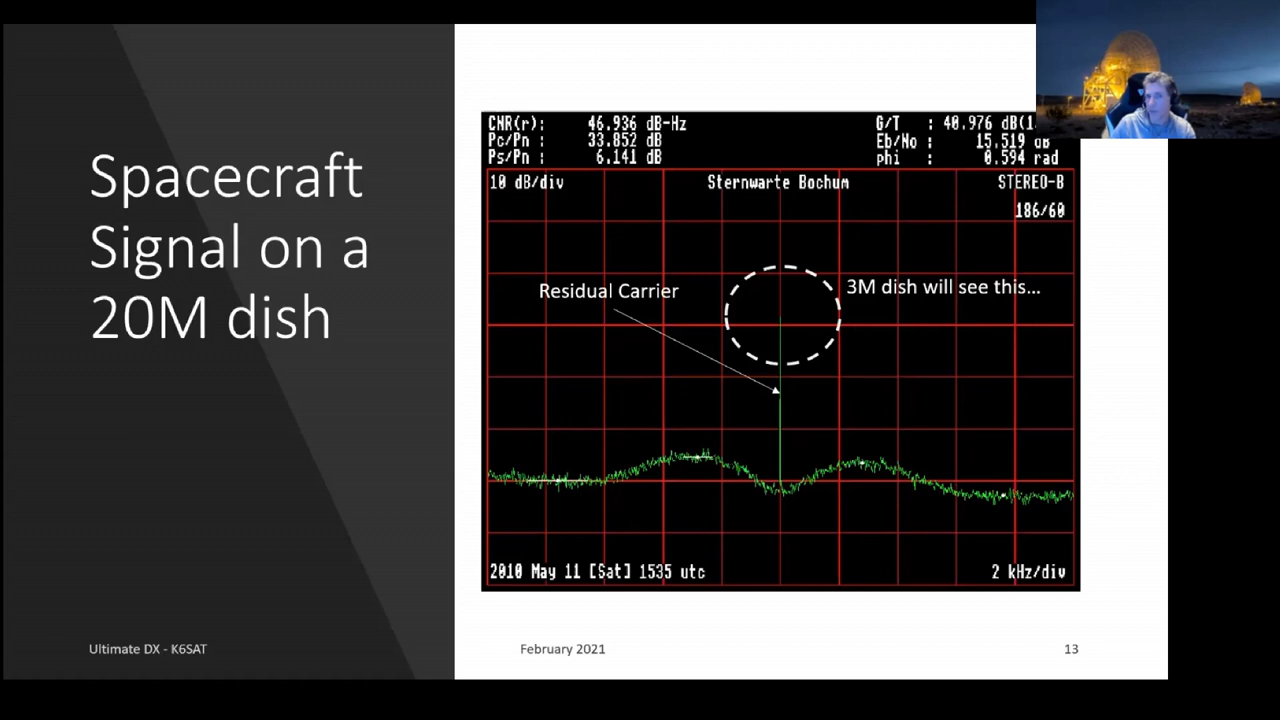 Spacecraft
Signal on a
20M dish
CNR(r): 46.936 dB-Hz
Pc/Pn : 33.852 dB
Ps/Pn : 6.141 dB
G/T : 40.976 dB(1
Eb/No : 15.519 dB
phi : 0.594 rad
10 dB/div
Sternwarte Bochum
STEREO-B
186/60
Residual Carrier
3M dish will see this...
2010 May 11 [Sat] 1535 utc
2 kHz/div
Ultimate DX - K6SAT
February 2021
13